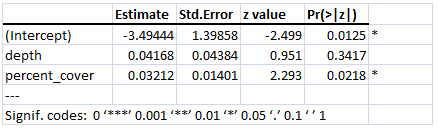 Estimate Std.Error z value Pr(>|z|)
(Intercept) -3.49444 1.39858 -2.499 0.0125 *
depth 0.04168 0.04384 0.951 0.3417
percent_cover 0.03212 0.01401 2.293 0.0218 *
---
Signif. codes: 0 ‘***’ 0.001 ‘**’ 0.01 ‘*’ 0.05 ‘.’ 0.1 ‘ ’ 1